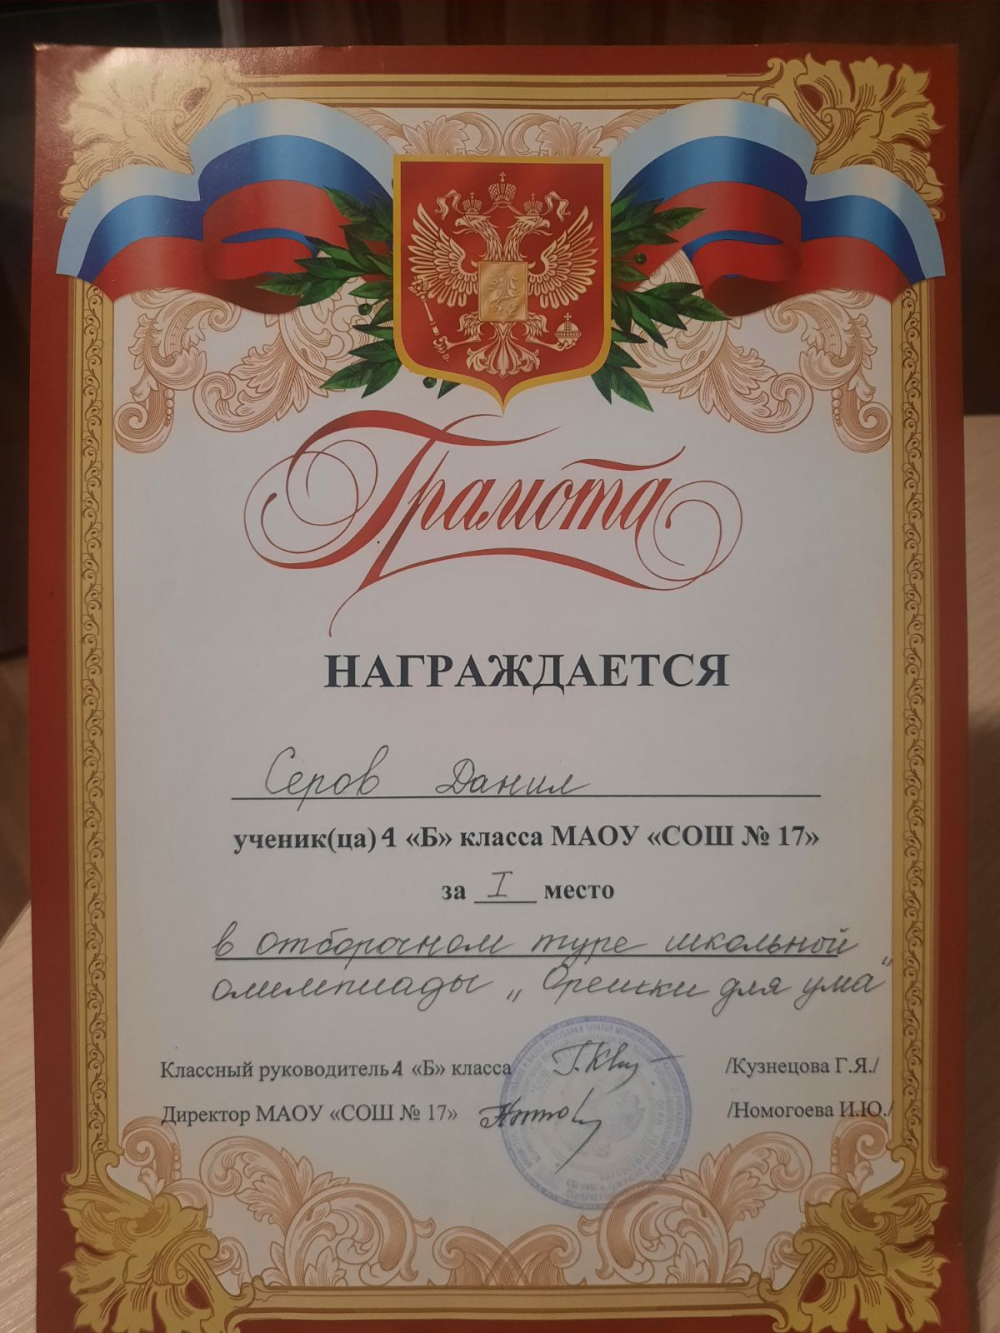 Грамота
НАГРАЖДАЕТСЯ
Серов Данил
ученик(ца) 4 «Б» класса МАОУ «СОШ № 17»
за I место
в отборочном туре школьной
олимпиады „Орешки для ума"
Классный руководитель 4 «Б» класса /Кузнецова Г.Я./
Директор МАОУ «СОШ № 17» /Номогоева И.Ю./